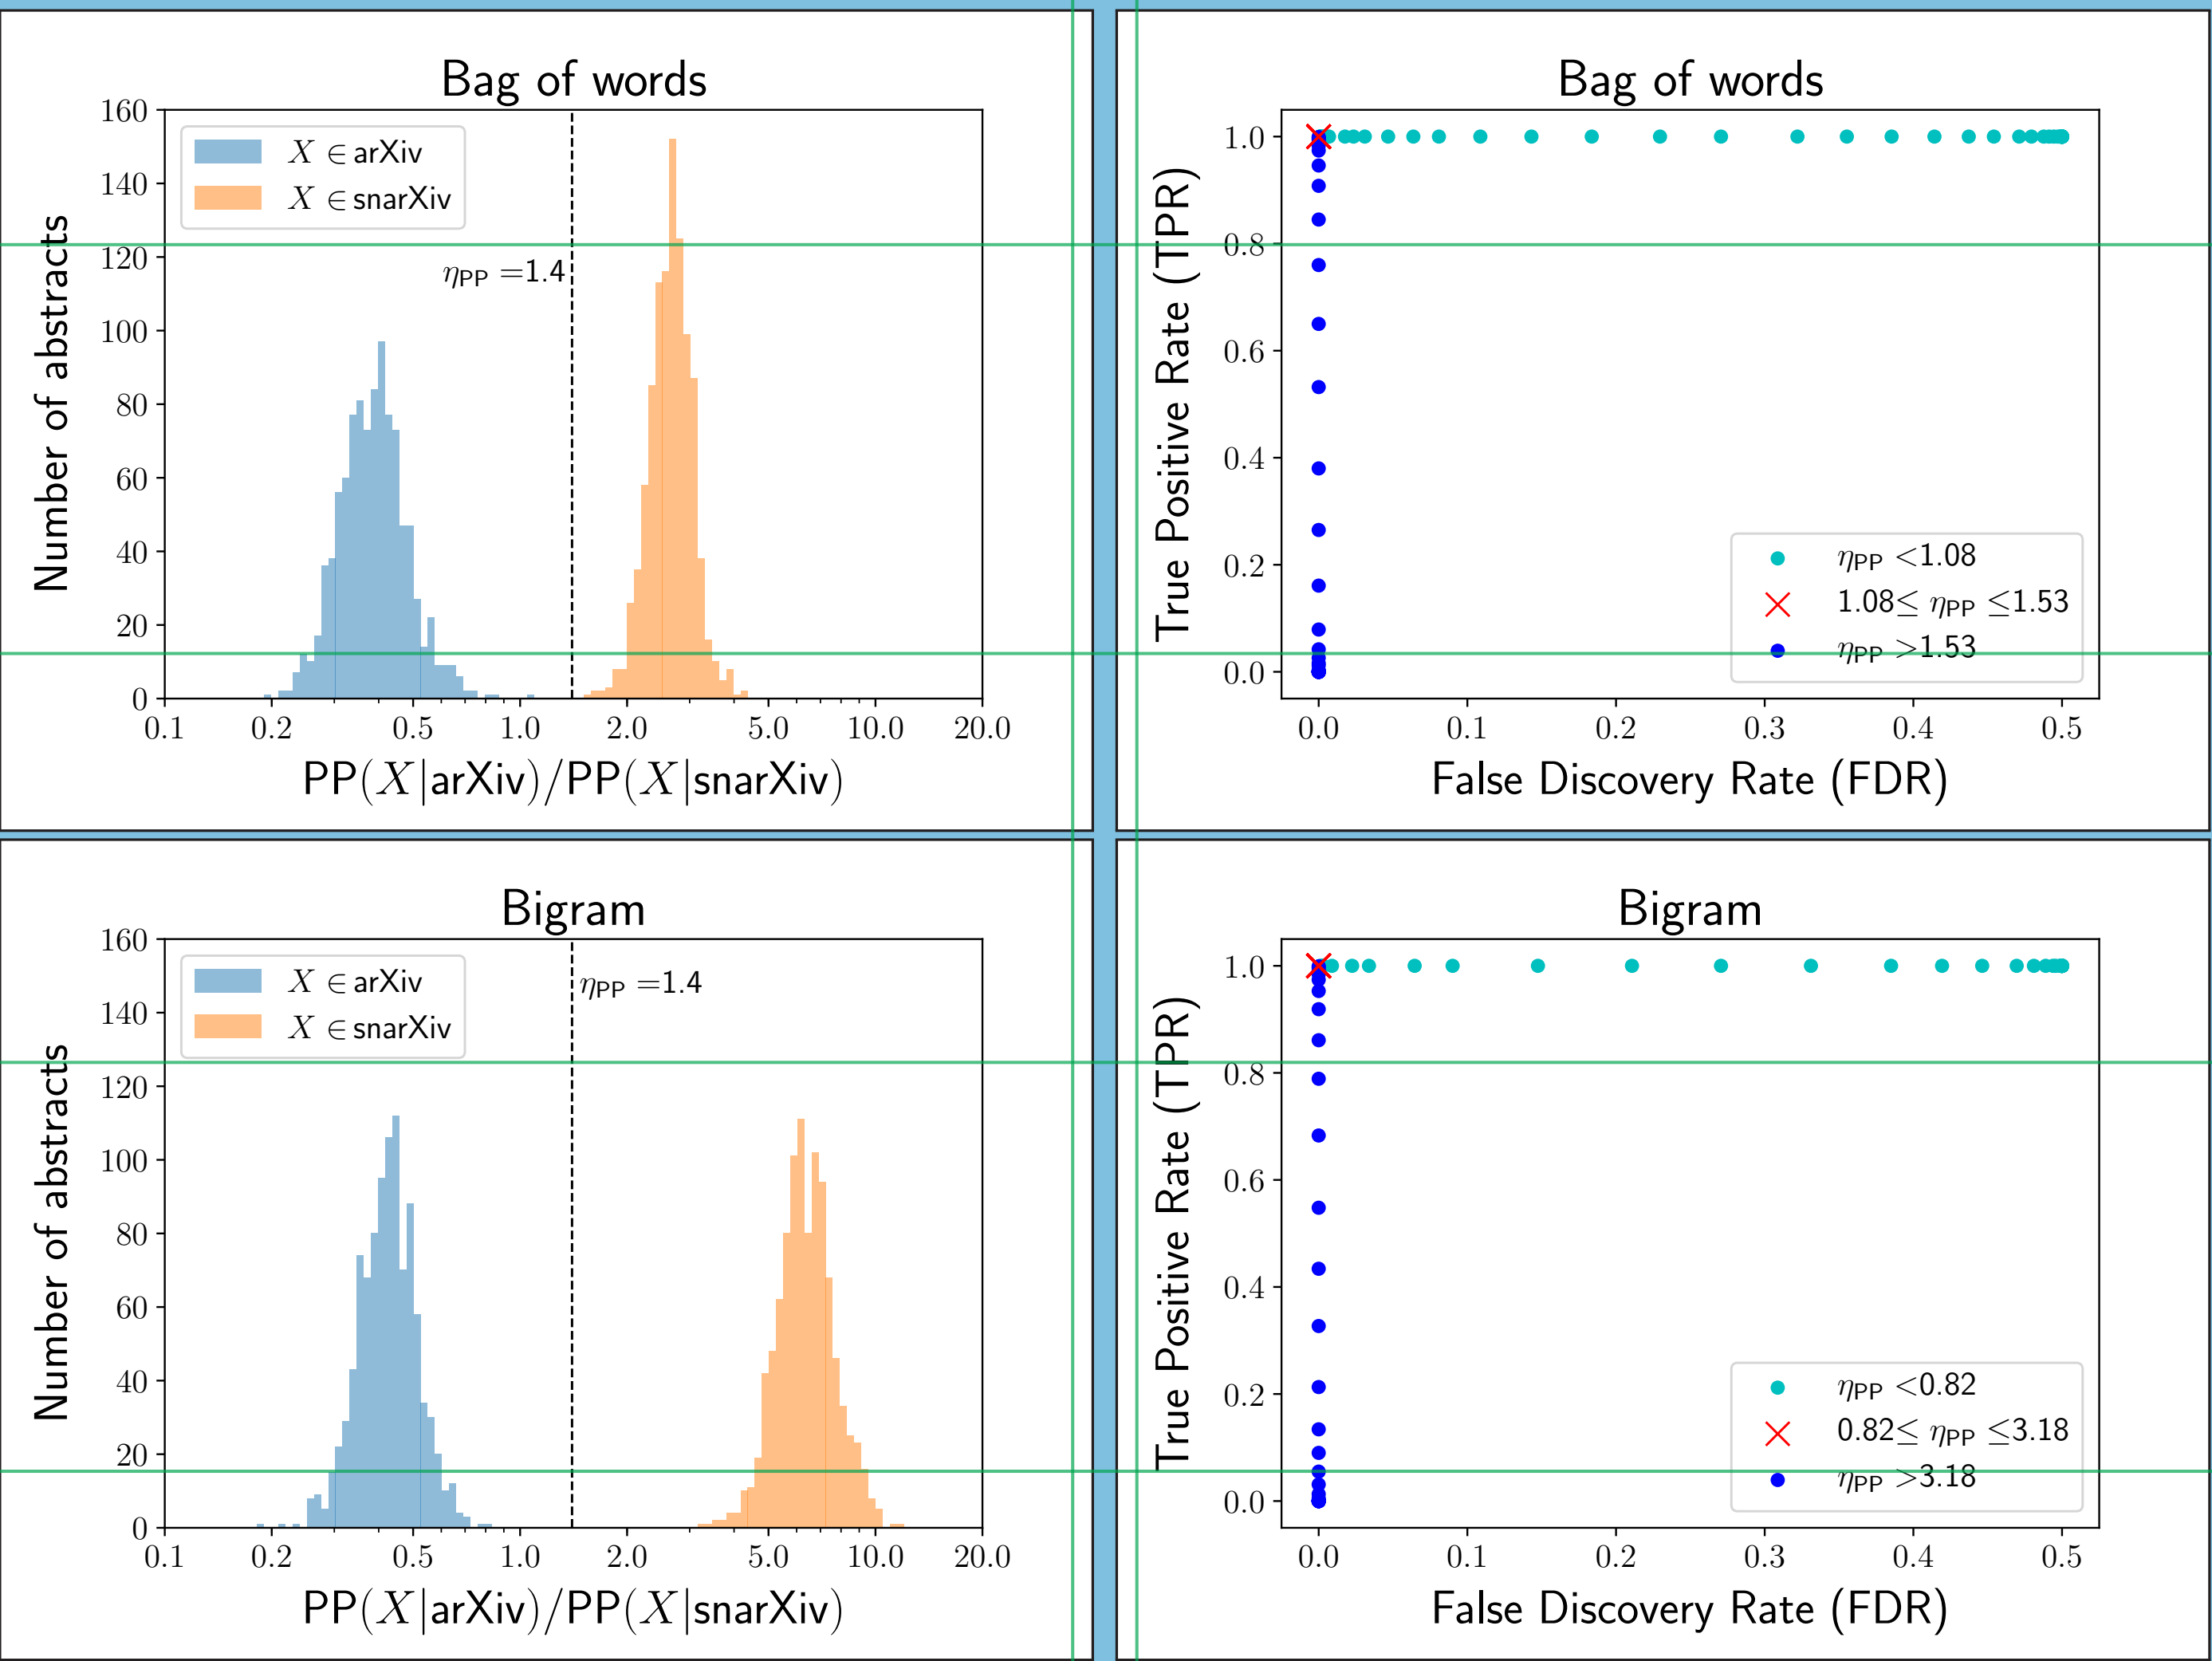 Bag of words
160
140
120
100
80
60
40
20
0
Number of abstracts
X ∈ arXiv
X ∈ snarXiv
ηPP =1.4
0.1 0.2 0.5 1.0 2.0 5.0 10.0 20.0
PP(X|arXiv)/PP(X|snarXiv)
Bag of words
1.0
0.8
0.6
0.4
0.2
0.0
True Positive Rate (TPR)
ηPP <1.08
1.08≤ ηPP ≤1.53
ηPP >1.53
0.0 0.1 0.2 0.3 0.4 0.5
False Discovery Rate (FDR)
Bigram
160
140
120
100
80
60
40
20
0
Number of abstracts
X ∈ arXiv
X ∈ snarXiv
ηPP =1.4
0.1 0.2 0.5 1.0 2.0 5.0 10.0 20.0
PP(X|arXiv)/PP(X|snarXiv)
Bigram
1.0
0.8
0.6
0.4
0.2
0.0
True Positive Rate (TPR)
ηPP <0.82
0.82≤ ηPP ≤3.18
ηPP >3.18
0.0 0.1 0.2 0.3 0.4 0.5
False Discovery Rate (FDR)